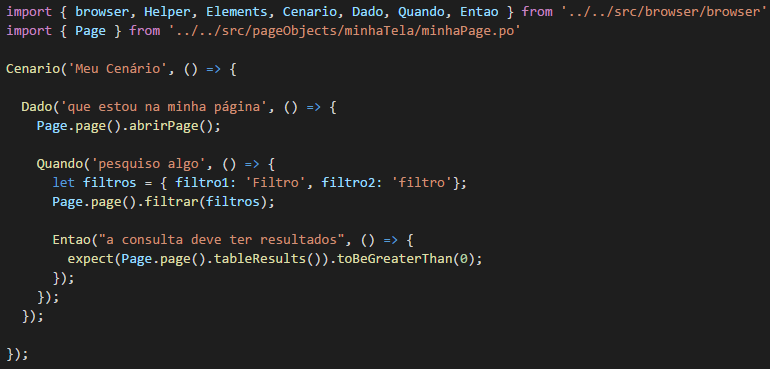 import { browser, Helper, Elements, Cenario, Dado, Quando, Entao } from '../../src/browser/browser'
import { Page } from '../../src/pageObjects/minhaTela/minhaPage.po'

Cenario('Meu Cenário', () => {

  Dado('que estou na minha página', () => {
    Page.page().abrirPage();

    Quando('pesquiso algo', () => {
      let filtros = { filtro1: 'Filtro', filtro2: 'filtro'};
      Page.page().filtrar(filtros);

      Entao("a consulta deve ter resultados", () => {
        expect(Page.page().tableResults()).toBeGreaterThan(0);
      });
    });
  });

});